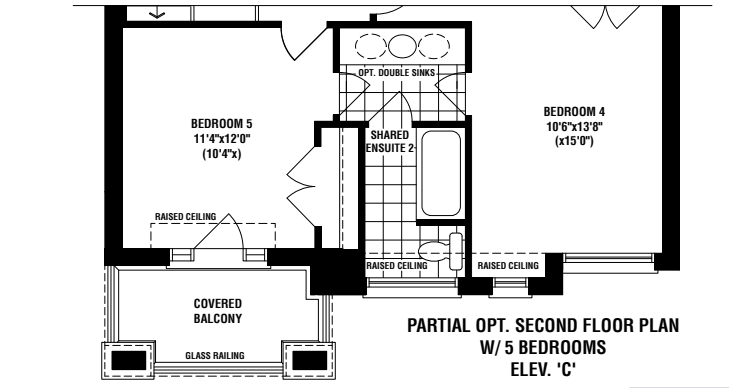 OPT. DOUBLE SINKS
BEDROOM 5
11'4"x12'0"
(10'4"x)
BEDROOM 4
10'6"x13'8"
(x15'0")
SHARED
ENSUITE 2
RAISED CEILING
RAISED CEILING
RAISED CEILING
COVERED
BALCONY
GLASS RAILING
PARTIAL OPT. SECOND FLOOR PLAN
W/ 5 BEDROOMS
ELEV. 'C'